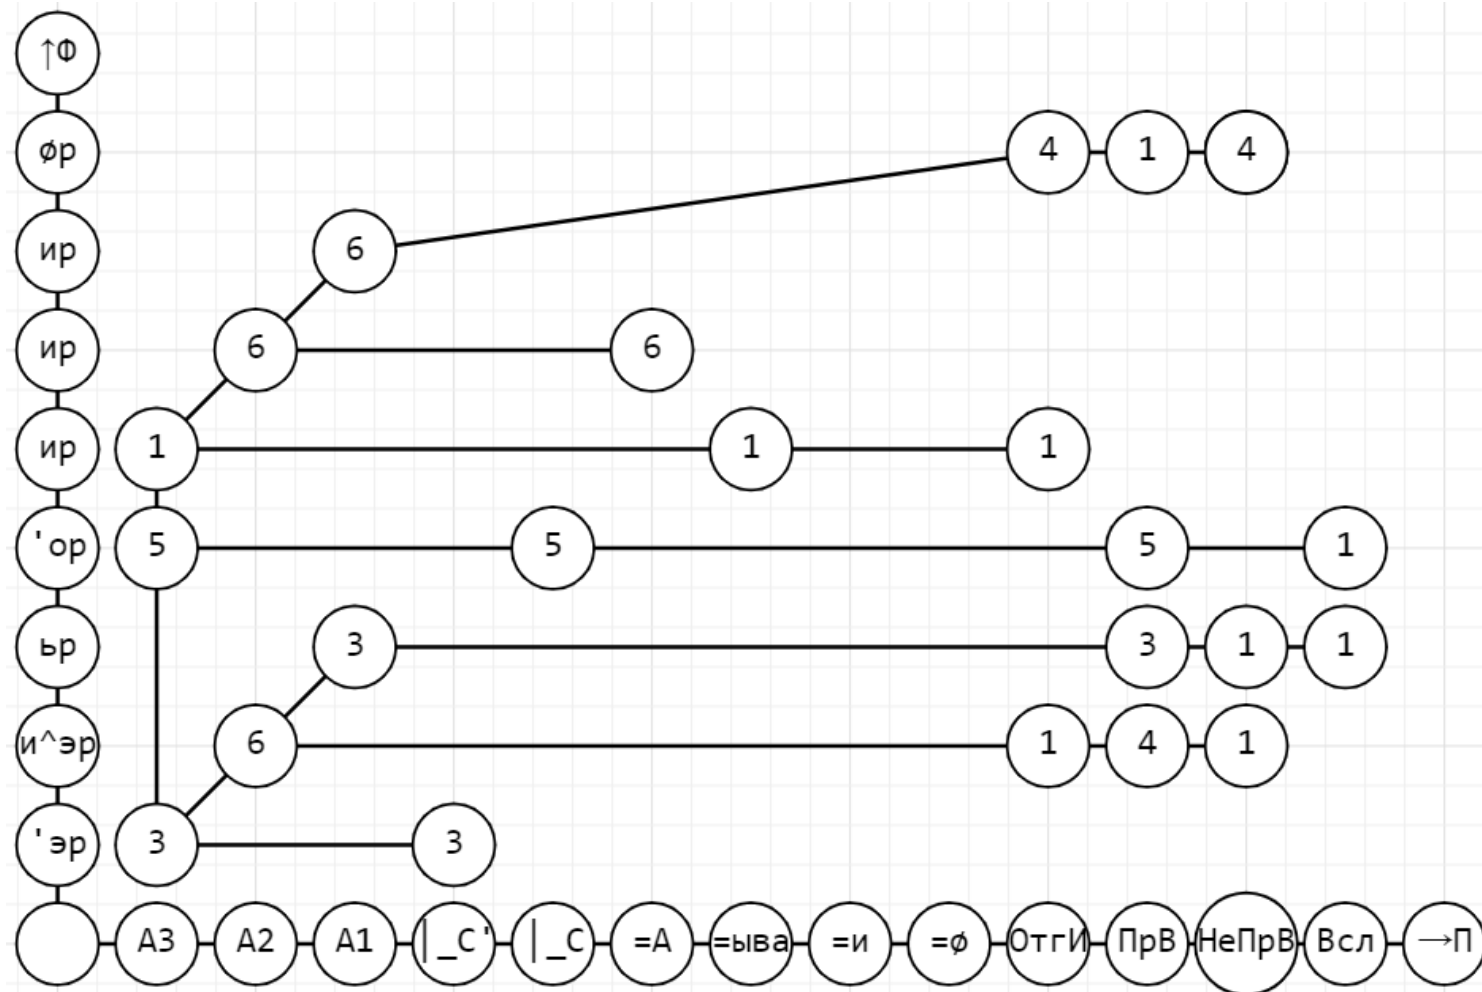 ↑Ф
øр 4 1 4
ир 6
ир 6 6
ир 1 1 1
'ор 5 5 5 1
ьр 3 3 1 1
и^эр 6 1 4 1
'эр 3 3
А3 А2 А1 |_С' |_С =А =ыва =и =ø ОтгИ ПрВ НеПрВ Всл →П